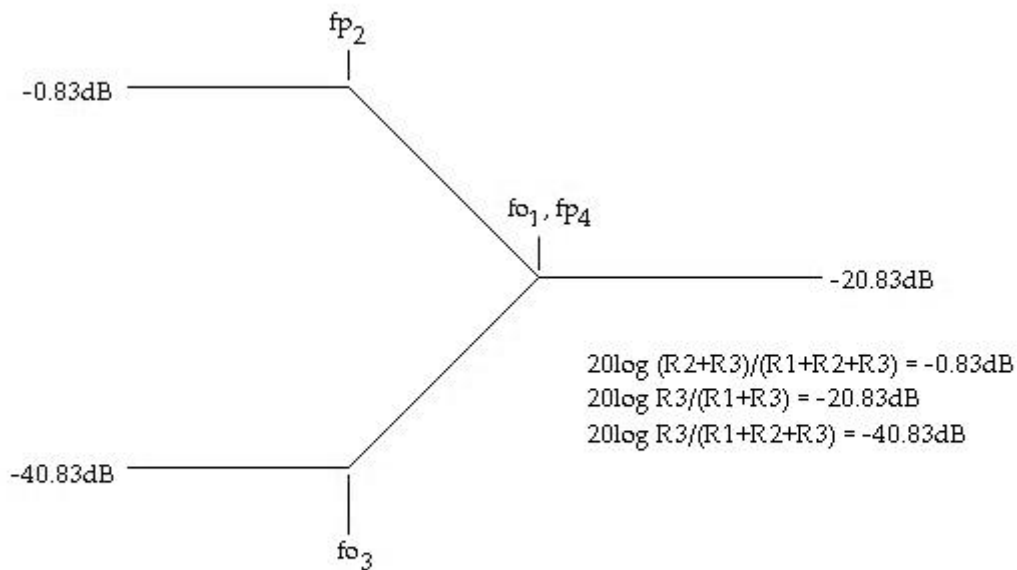 fp2
-0.83dB
fo1, fp4
-20.83dB
20log (R2+R3)/(R1+R2+R3) = -0.83dB
20log R3/(R1+R3) = -20.83dB
20log R3/(R1+R2+R3) = -40.83dB
-40.83dB
fo3